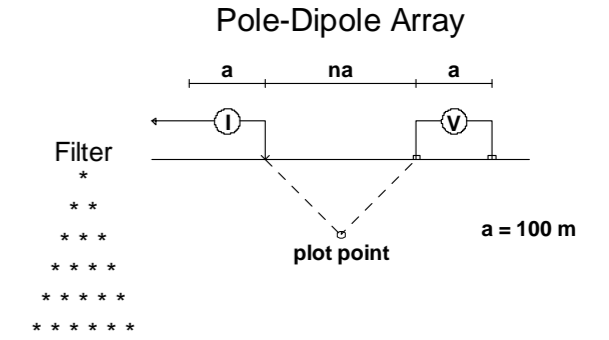 Pole-Dipole Array
a na a
I V
Filter
*
* *
* * *
* * * *
* * * * *
* * * * * *
a = 100 m
plot point